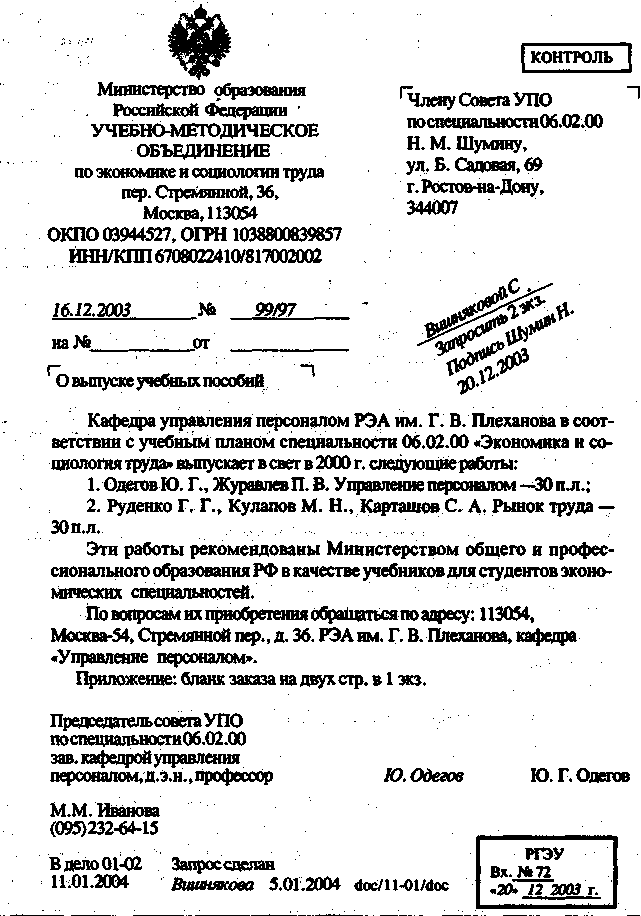 КОНТРОЛЬ
Министерство образования
Российской Федерации
УЧЕБНО-МЕТОДИЧЕСКОЕ
ОБЪЕДИНЕНИЕ
по экономике и социологии труда
пер. Стремянной, 36,
Москва, 113054
ОКПО 03944527, ОГРН 1038800839857
ИНН/КПП 6708022410/817002002
Члену Совета УПО
по специальности 06.02.00
Н. М. Шумину,
ул. Б. Садовая, 69
г. Ростов-на-Дону,
344007
16.12.2003 № 99/97
на № от
Вишняковой С.
Запросить 2 экз.
Подпись Шумин Н.
20.12.2003
О выпуске учебных пособий
Кафедра управления персоналом РЭА им. Г. В. Плеханова в соот-
ветствии с учебным планом специальности 06.02.00 «Экономика и со-
циология труда» выпускает в свет в 2000 г. следующие работы:
1. Одегов Ю. Г., Журавлев П. В. Управление персоналом —30 п.л.;
2. Руденко Г. Г., Кулапов М. Н., Карташов С. А. Рынок труда —
30 п.л.
Эти работы рекомендованы Министерством общего и профес-
сионального образования РФ в качестве учебников для студентов эконо-
мических специальностей.
По вопросам их приобретения обращаться по адресу: 113054,
Москва-54, Стремянной пер., д. 36. РЭА им. Г. В. Плеханова, кафедра
«Управление персоналом».
Приложение: бланк заказа на двух стр. в 1 экз.
Председатель совета УПО
по специальности 06.02.00
зав. кафедрой управления
персоналом, д.э.н., профессор Ю. Одегов Ю. Г. Одегов
М.М. Иванова
(095) 232-64-15
В дело 01-02 Запрос сделан
11.01.2004 Вишнякова 5.01.2004 doc/11-01/doc
РГЭУ
Вх. № 72
«20» 12 2003 г.